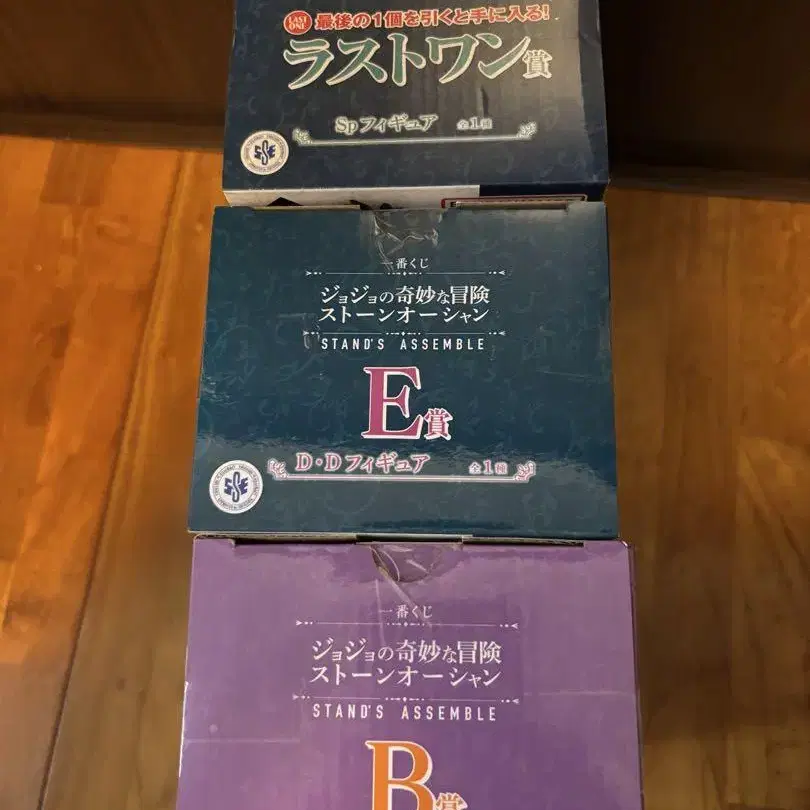 LAST ONE 最後の1個を引くと手に入る!
ラストワン賞
Spフィギュア 全1種
一番くじ
ジョジョの奇妙な冒険
ストーンオーシャン
STAND'S ASSEMBLE
E賞
D・Dフィギュア 全1種
一番くじ
ジョジョの奇妙な冒険
ストーンオーシャン
STAND'S ASSEMBLE
B賞